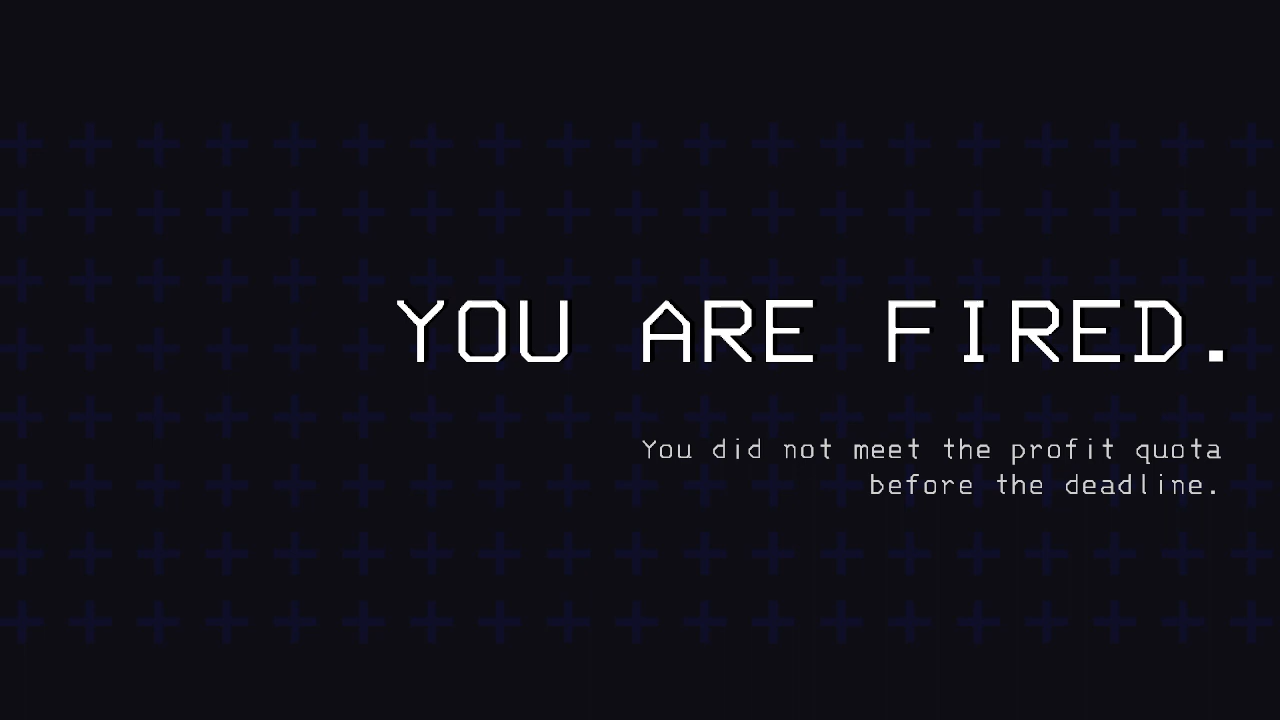 YOU ARE FIRED.
You did not meet the profit quota
before the deadline.